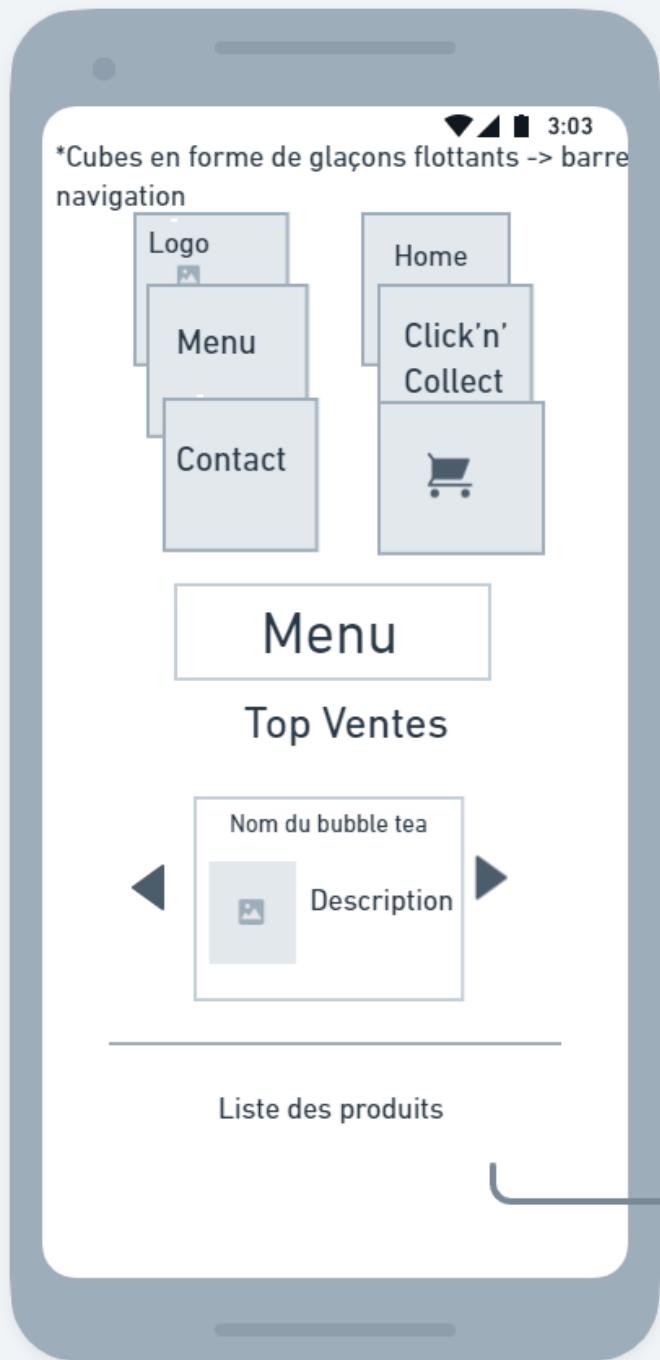 3:03
*Cubes en forme de glaçons flottants -> barre
navigation
Logo
Home
Menu
Click’n’
Collect
Contact
Menu
Top Ventes
Nom du bubble tea
Description
Liste des produits